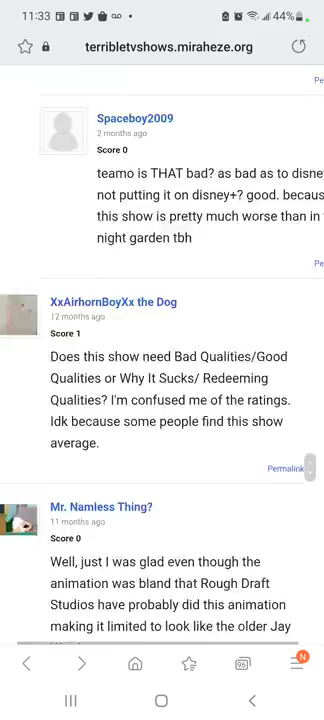 11:33
44%
terribletvshows.miraheze.org
Pe
Spaceboy2009
2 months ago
Score 0
teamo is THAT bad? as bad as to disne
not putting it on disney+? good. becaus
this show is pretty much worse than in
night garden tbh
Pe
XxAirhornBoyXx the Dog
12 months ago
Score 1
Does this show need Bad Qualities/Good
Qualities or Why It Sucks/ Redeeming
Qualities? I'm confused me of the ratings.
Idk because some people find this show
average.
Permalink
Mr. Namless Thing?
11 months ago
Score 0
Well, just I was glad even though the
animation was bland that Rough Draft
Studios have probably did this animation
making it limited to look like the older Jay
96
N